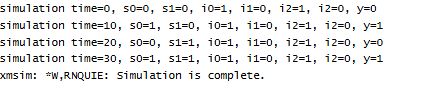 simulation time=0, s0=0, s1=0, i0=1, i1=0, i2=1, i2=0, y=0
simulation time=10, s0=1, s1=0, i0=1, i1=0, i2=1, i2=0, y=1
simulation time=20, s0=0, s1=1, i0=1, i1=0, i2=1, i2=0, y=0
simulation time=30, s0=1, s1=1, i0=1, i1=0, i2=1, i2=0, y=1
xmsim: *W,RNQUIE: Simulation is complete.